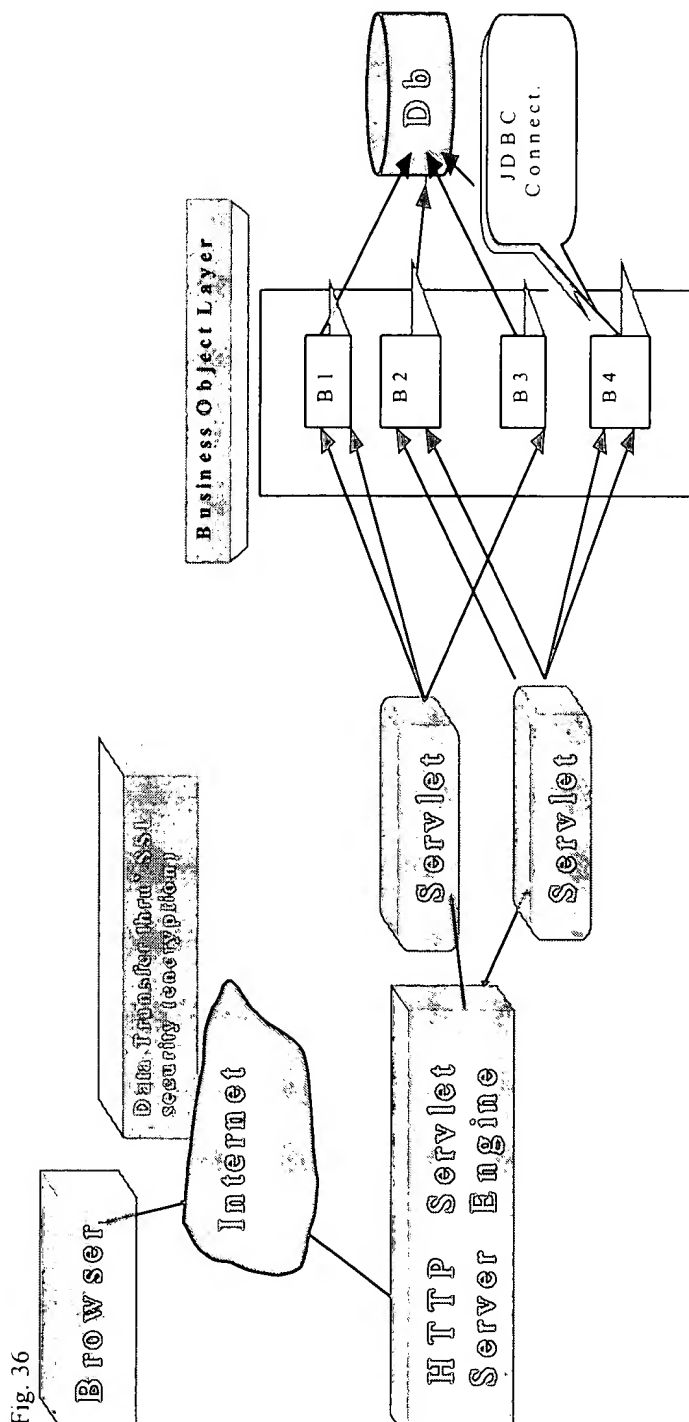 Fig. 36
Browser
Internet
Data Transfer thru' SSL
security (encryption)
HTTP Servlet
Server Engine
Servlet
Servlet
Business Object Layer
B1
B2
B3
B4
Db
JDBC
Connect.